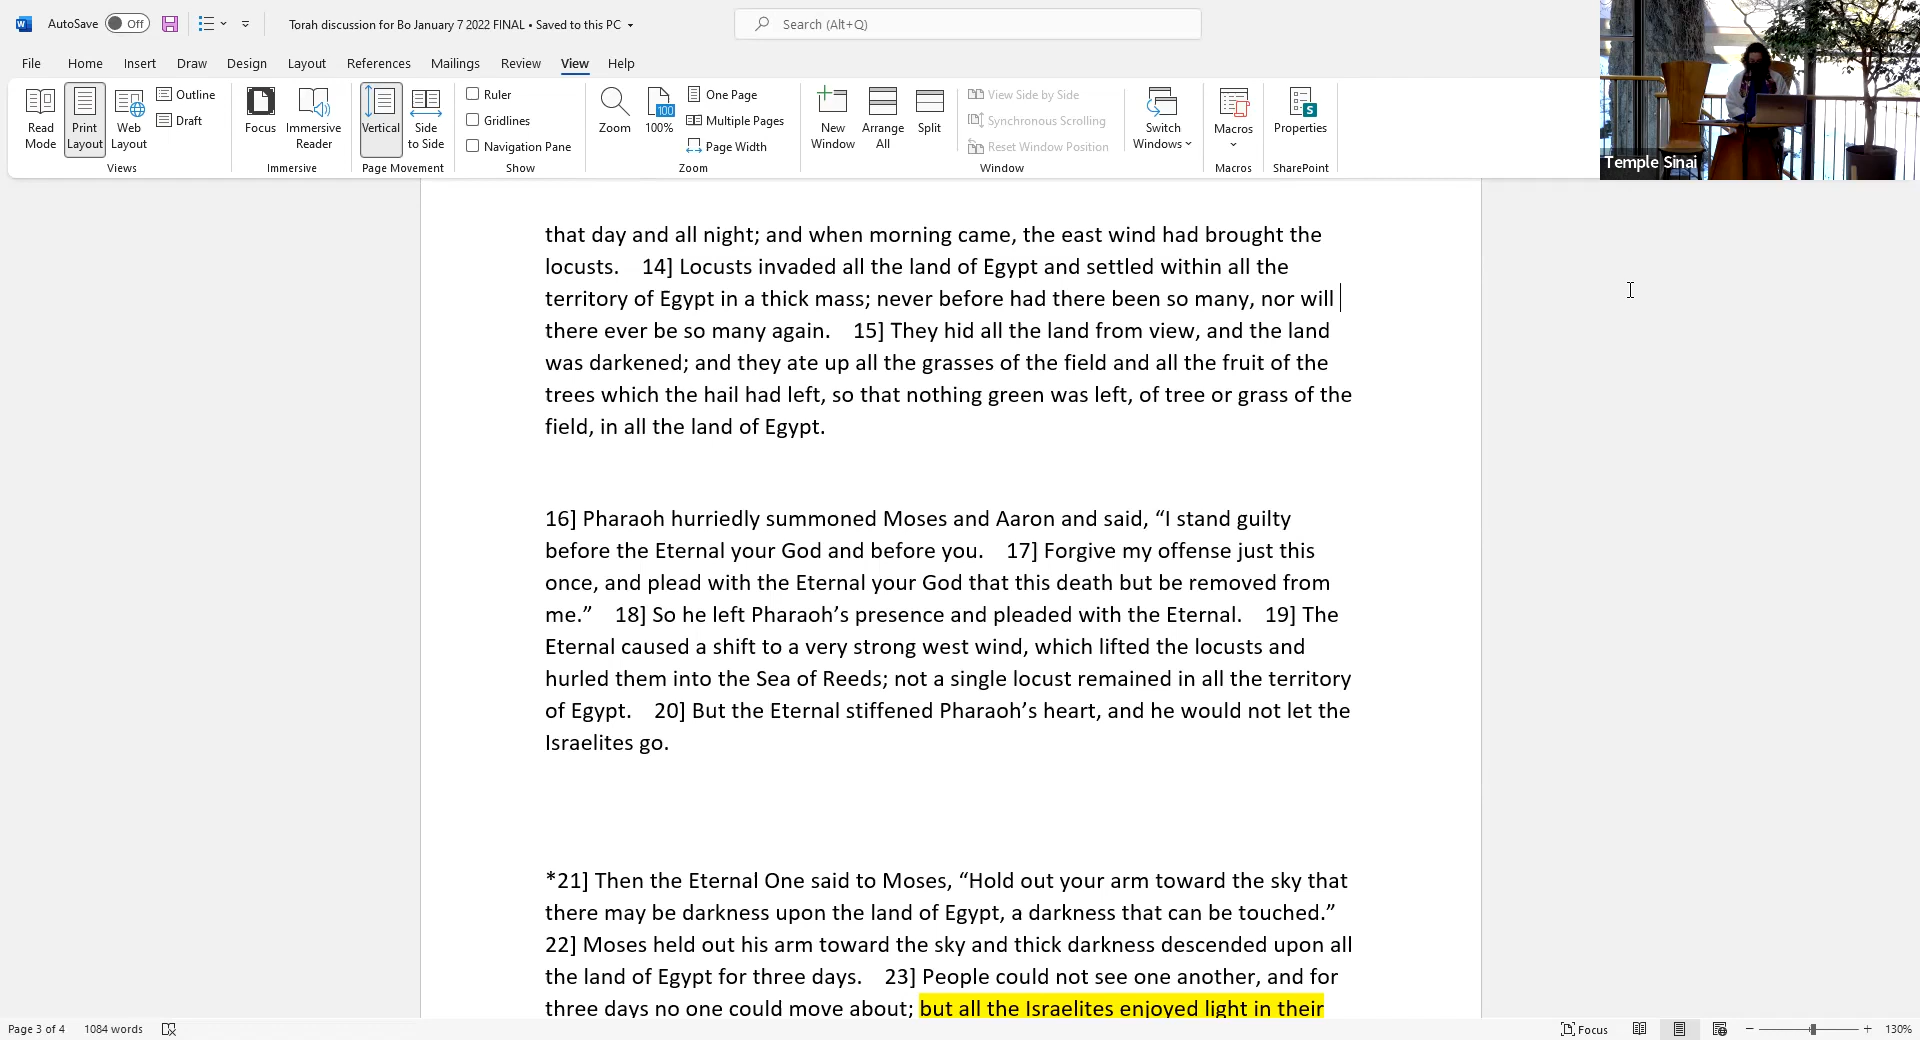 AutoSave Off Torah discussion for Bo January 7 2022 FINAL • Saved to this PC Search (Alt+Q)
File Home Insert Draw Design Layout References Mailings Review View Help
Read Mode
Print Layout
Web Layout
Outline
Draft
Views
Focus
Immersive Reader
Immersive
Vertical
Side to Side
Page Movement
Ruler
Gridlines
Navigation Pane
Show
Zoom
100
100%
One Page
Multiple Pages
Page Width
Zoom
New Window
Arrange All
Split
View Side by Side
Synchronous Scrolling
Reset Window Position
Window
Switch Windows
Macros
Macros
S
Properties
SharePoint
Temple Sinai
that day and all night; and when morning came, the east wind had brought the
locusts. 14] Locusts invaded all the land of Egypt and settled within all the
territory of Egypt in a thick mass; never before had there been so many, nor will
there ever be so many again. 15] They hid all the land from view, and the land
was darkened; and they ate up all the grasses of the field and all the fruit of the
trees which the hail had left, so that nothing green was left, of tree or grass of the
field, in all the land of Egypt.
16] Pharaoh hurriedly summoned Moses and Aaron and said, “I stand guilty
before the Eternal your God and before you. 17] Forgive my offense just this
once, and plead with the Eternal your God that this death but be removed from
me.” 18] So he left Pharaoh’s presence and pleaded with the Eternal. 19] The
Eternal caused a shift to a very strong west wind, which lifted the locusts and
hurled them into the Sea of Reeds; not a single locust remained in all the territory
of Egypt. 20] But the Eternal stiffened Pharaoh’s heart, and he would not let the
Israelites go.
*21] Then the Eternal One said to Moses, “Hold out your arm toward the sky that
there may be darkness upon the land of Egypt, a darkness that can be touched.”
22] Moses held out his arm toward the sky and thick darkness descended upon all
the land of Egypt for three days. 23] People could not see one another, and for
three days no one could move about; but all the Israelites enjoyed light in their
Page 3 of 4 1084 words Focus 130%